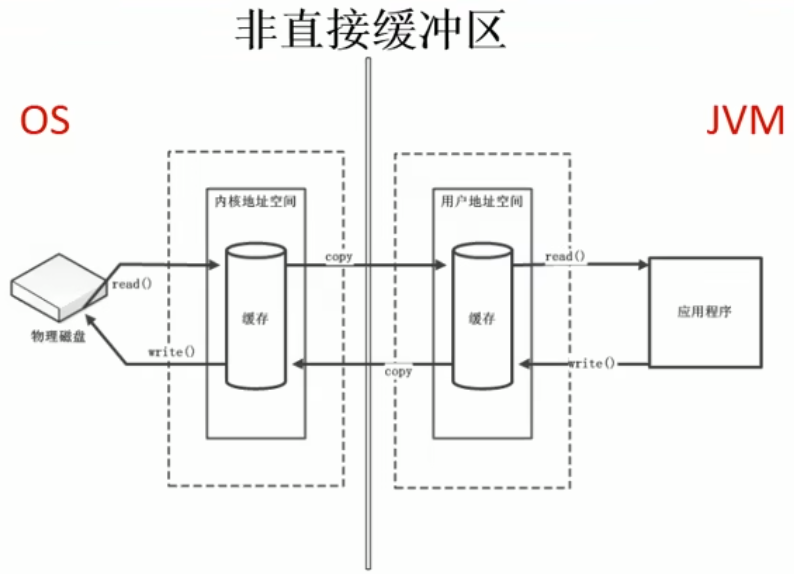 非直接缓冲区
OS
JVM
内核地址空间
用户地址空间
copy
read()
read()
缓存
缓存
应用程序
物理磁盘
write()
copy
write()